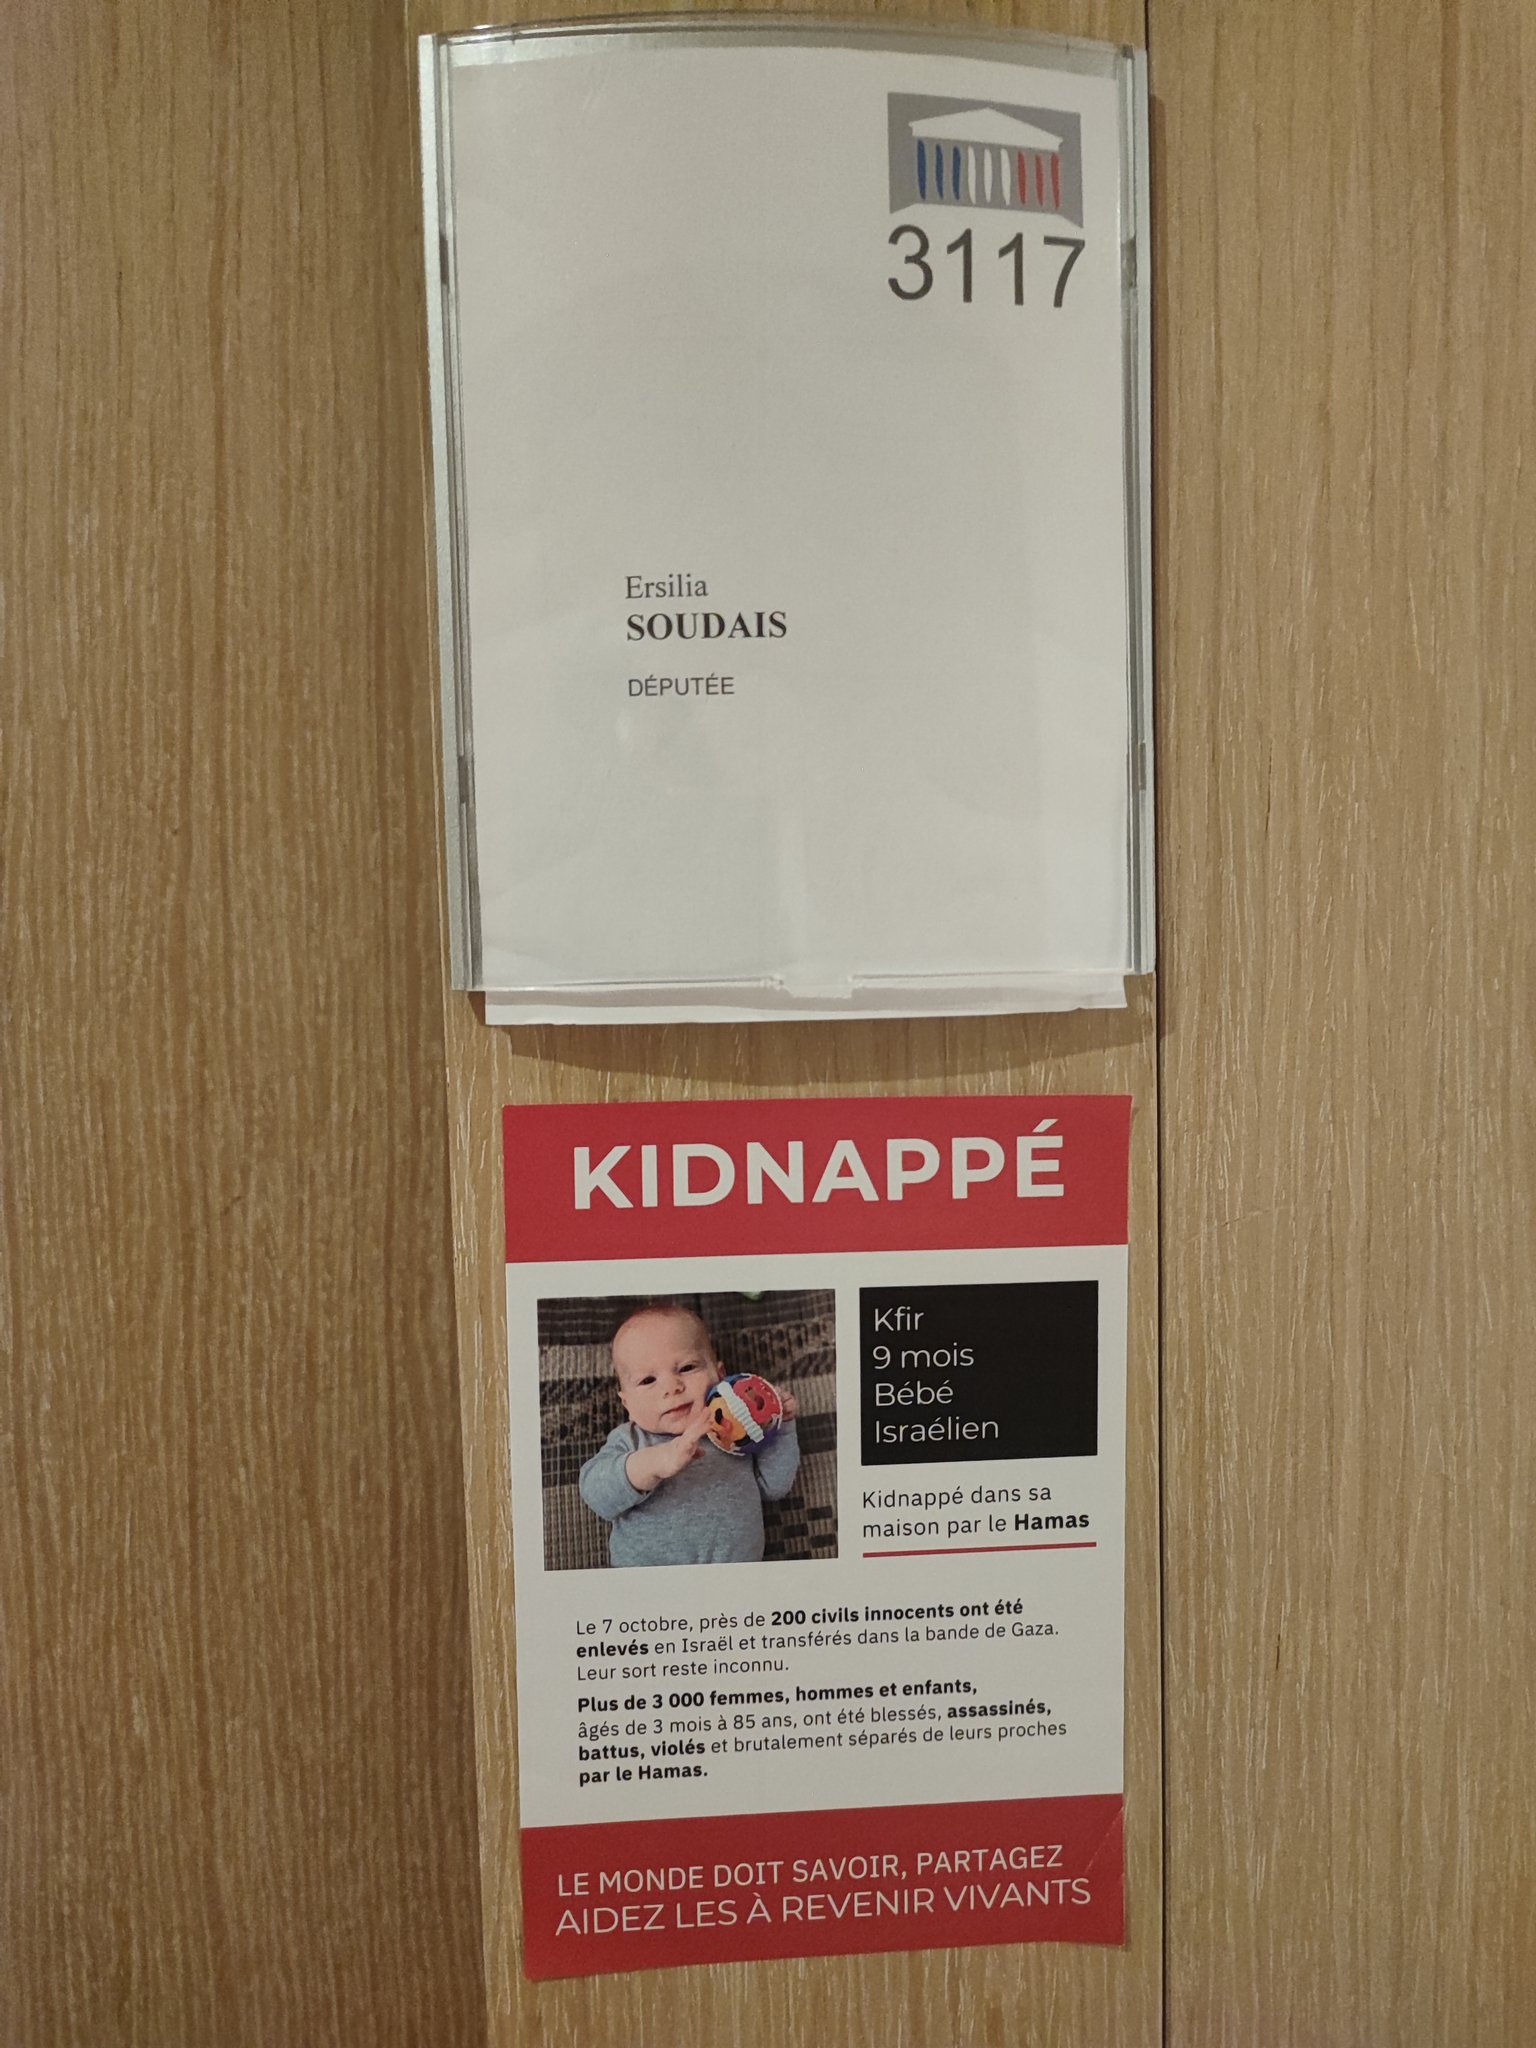 3117
Ersilia
SOUDAIS
DÉPUTÉE
KIDNAPPÉ
Kfir
9 mois
Bébé
Israélien
Kidnappé dans sa
maison par le Hamas
Le 7 octobre, près de 200 civils innocents ont été
enlevés en Israël et transférés dans la bande de Gaza.
Leur sort reste inconnu.
Plus de 3 000 femmes, hommes et enfants,
âgés de 3 mois à 85 ans, ont été blessés, assassinés,
battus, violés et brutalement séparés de leurs proches
par le Hamas.
LE MONDE DOIT SAVOIR, PARTAGEZ
AIDEZ LES À REVENIR VIVANTS